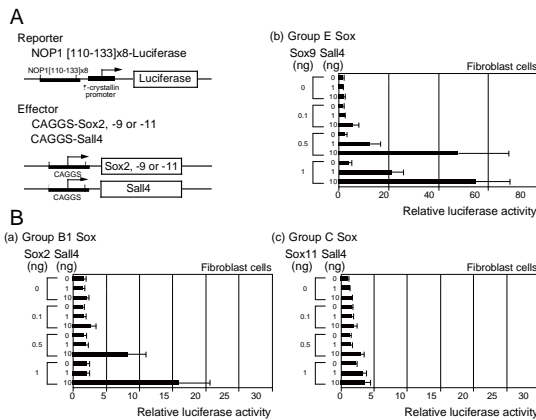 A
Reporter
NOP1 [110-133]x8-Luciferase
NOP1[110-133]x8
Luciferase
↑-crystallin
promoter
Effector
CAGGS-Sox2, -9 or -11
CAGGS-Sall4
Sox2, -9 or -11
CAGGS
Sall4
CAGGS
(b) Group E Sox
Sox9 Sall4
(ng) (ng)
Fibroblast cells
0 0
1
10
0.1 0
1
10
0.5 0
1
10
1 0
1
10
0 20 40 60 80
Relative luciferase activity
B
(a) Group B1 Sox
Sox2 Sall4
(ng) (ng)
Fibroblast cells
0 0
1
10
0.1 0
1
10
0.5 0
1
10
1 0
1
10
0 5 10 15 20 25 30
Relative luciferase activity
(c) Group C Sox
Sox11 Sall4
(ng) (ng)
Fibroblast cells
0 0
1
10
0.1 0
1
10
0.5 0
1
10
1 0
1
10
0 5 10 15 20 25 30
Relative luciferase activity